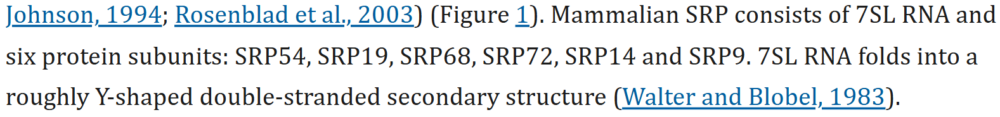 Johnson, 1994; Rosenblad et al., 2003) (Figure 1). Mammalian SRP consists of 7SL RNA and
six protein subunits: SRP54, SRP19, SRP68, SRP72, SRP14 and SRP9. 7SL RNA folds into a
roughly Y-shaped double-stranded secondary structure (Walter and Blobel, 1983).